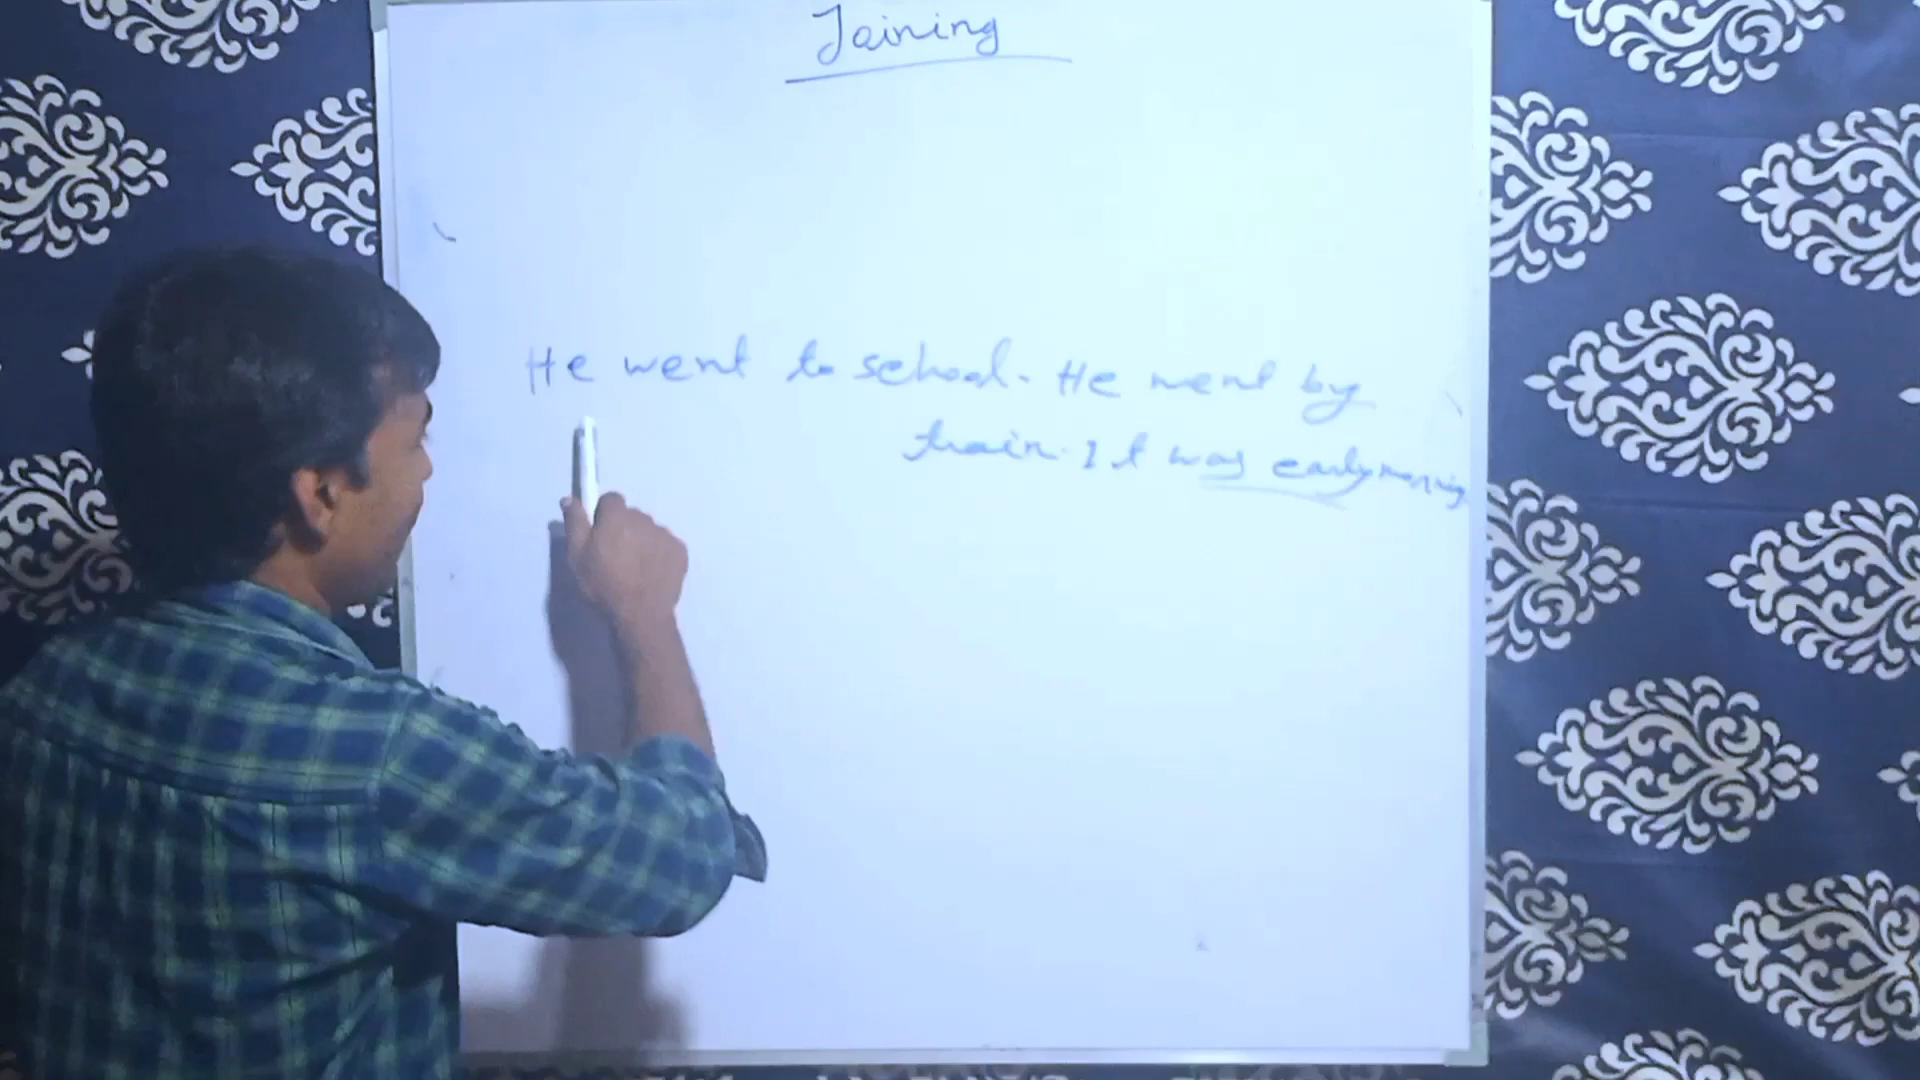 Joining
He went to school. He went by
train. It was early morning